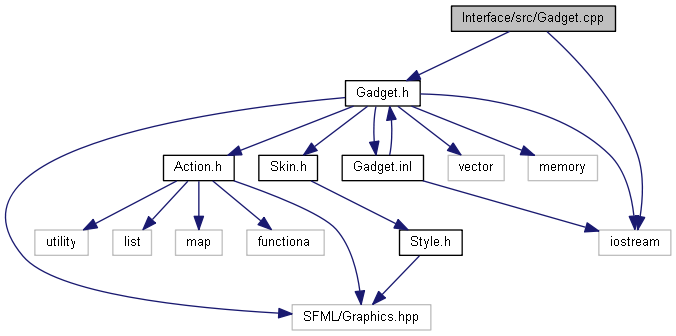 Interface/src/Gadget.cpp
Gadget.h
Action.h
Skin.h
Gadget.inl
vector
memory
utility
list
map
functiona
Style.h
iostream
SFML/Graphics.hpp